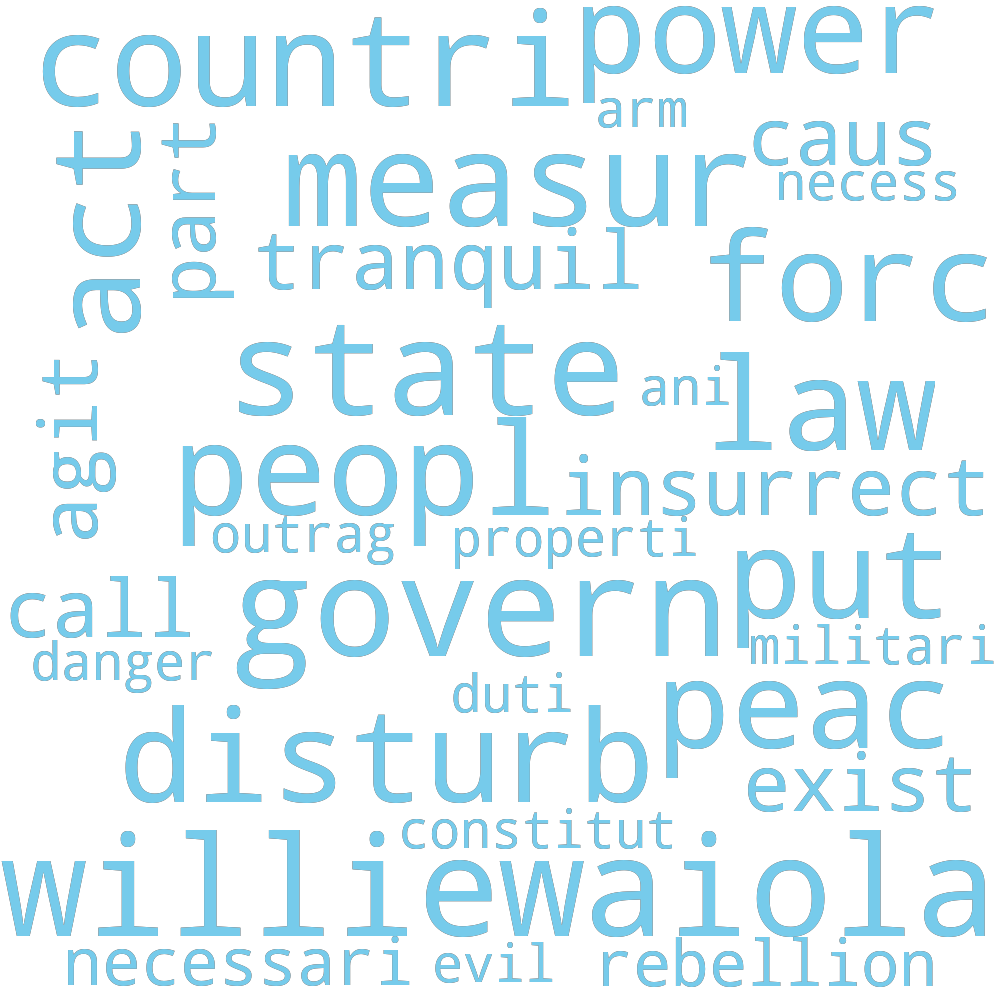 countri
power
arm
act
part
measur
caus
necess
tranquil
forc
state
ani
law
agit
peopl
insurrect
outrag
properti
put
call
govern
militari
danger
duti
peac
disturb
exist
constitut
williewaiola
necessari
evil
rebellion